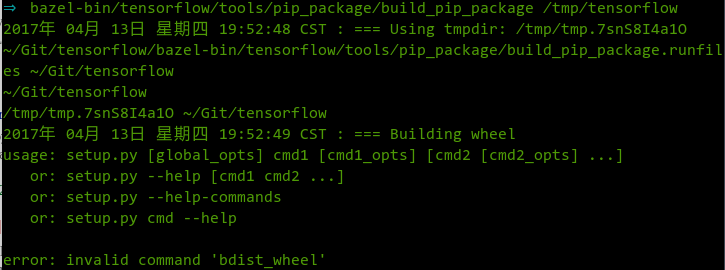 ⇒ bazel-bin/tensorflow/tools/pip_package/build_pip_package /tmp/tensorflow
2017年 04月 13日 星期四 19:52:48 CST : === Using tmpdir: /tmp/tmp.7snS8I4a1O
~/Git/tensorflow/bazel-bin/tensorflow/tools/pip_package/build_pip_package.runfil
es ~/Git/tensorflow
~/Git/tensorflow
/tmp/tmp.7snS8I4a1O ~/Git/tensorflow
2017年 04月 13日 星期四 19:52:49 CST : === Building wheel
usage: setup.py [global_opts] cmd1 [cmd1_opts] [cmd2 [cmd2_opts] ...]
or: setup.py --help [cmd1 cmd2 ...]
or: setup.py --help-commands
or: setup.py cmd --help
error: invalid command 'bdist_wheel'